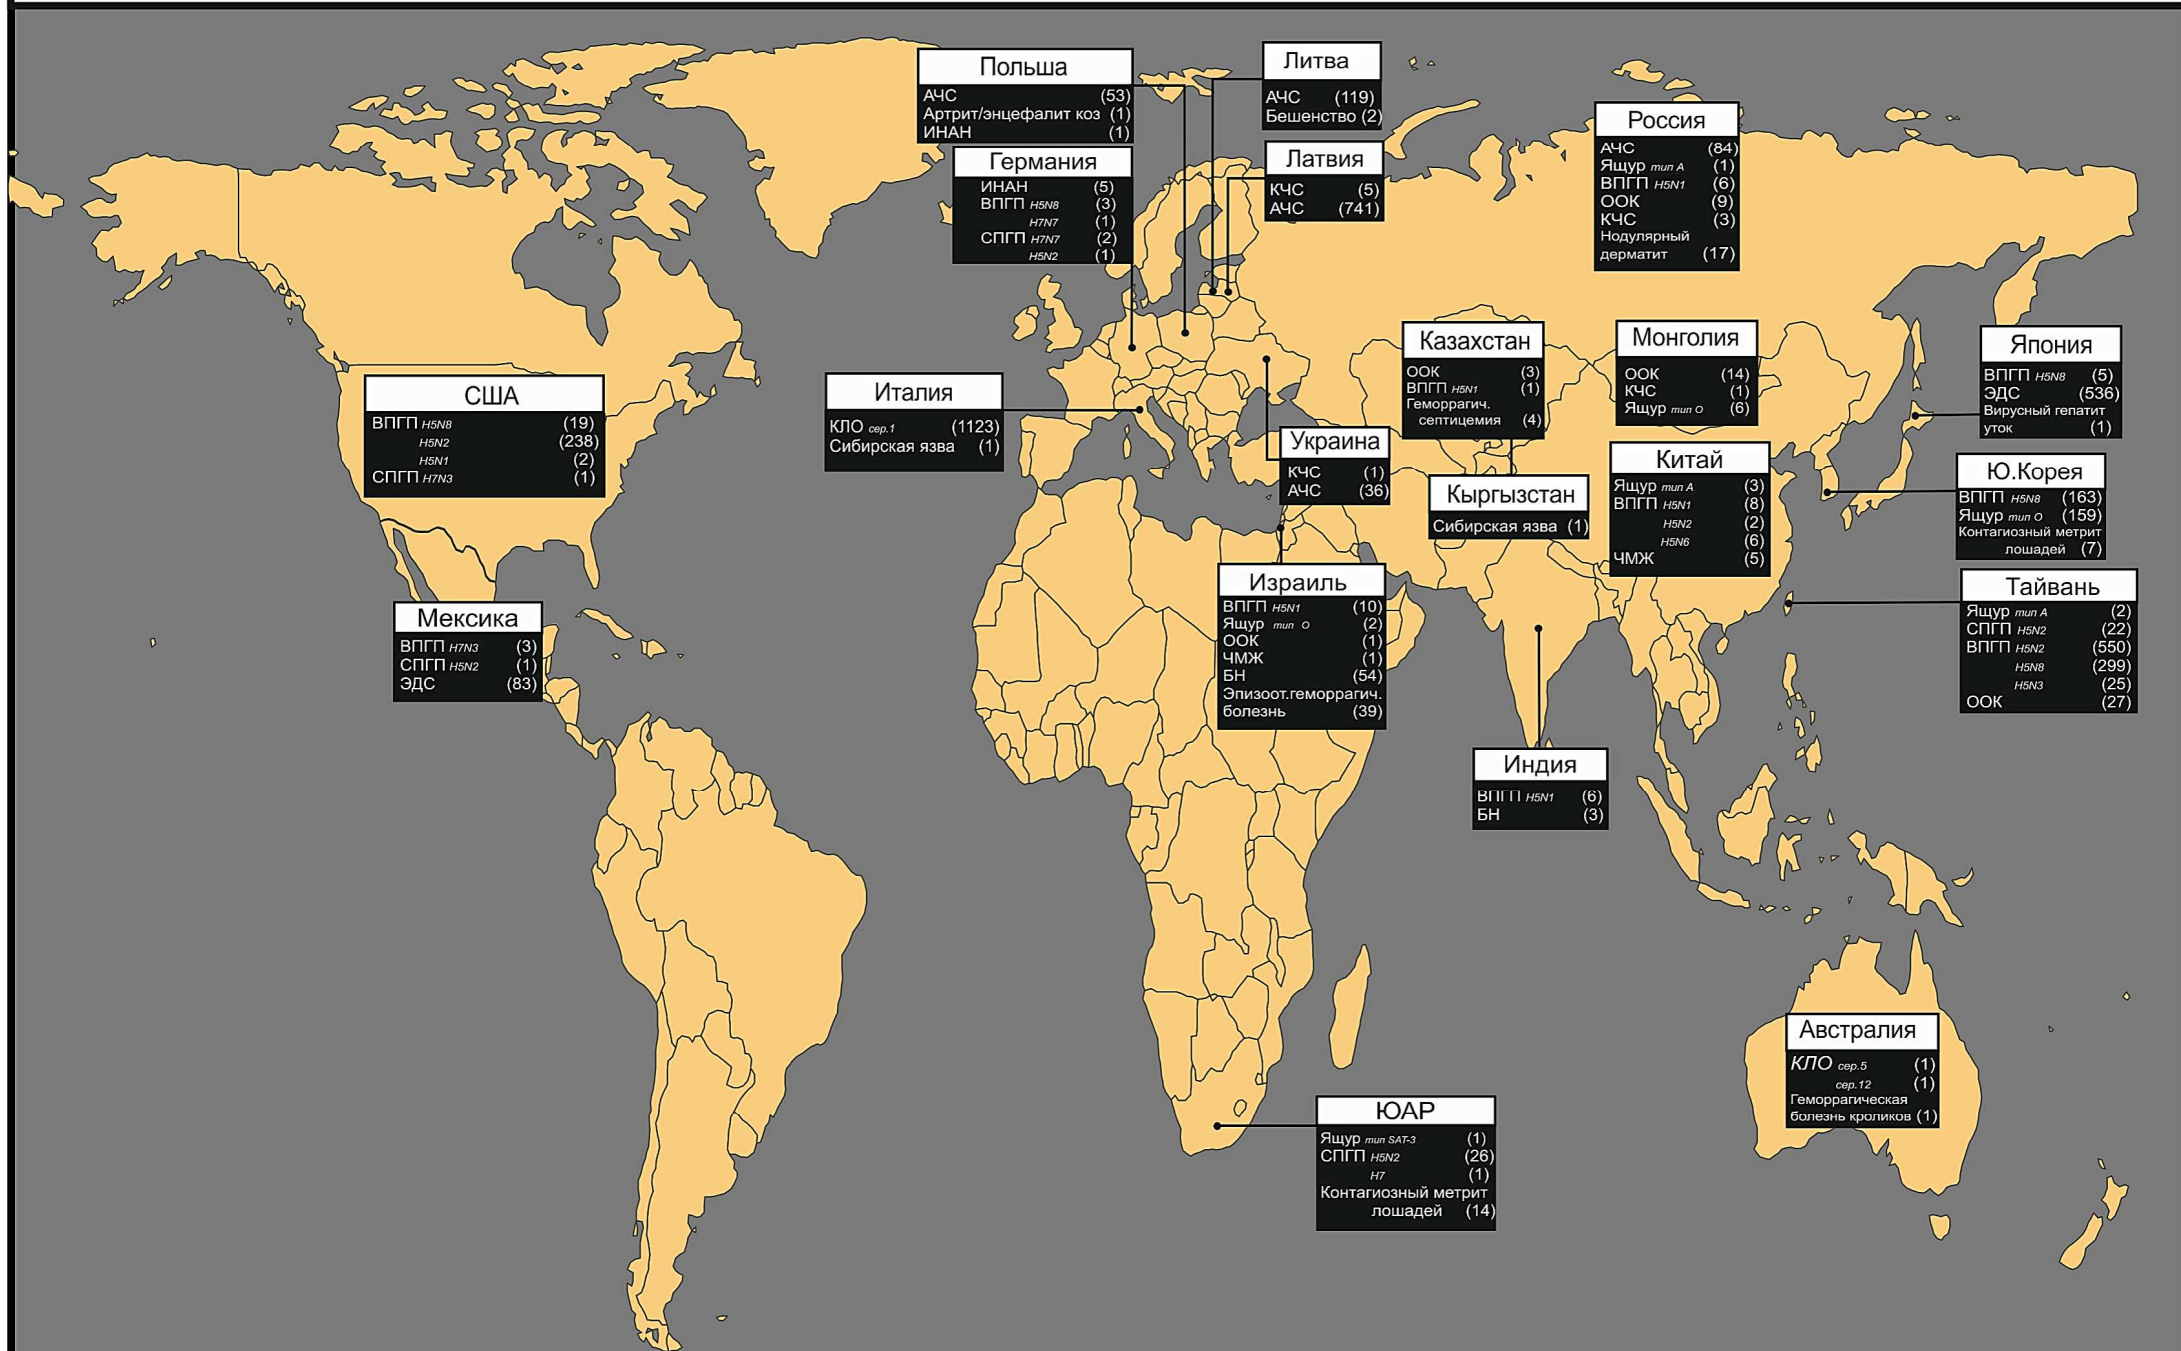 Польша
АЧС (53)
Артрит/энцефалит коз (1)
ИНАН (1)
Литва
АЧС (119)
Бешенство (2)
Германия
ИНАН (5)
ВПГП H5N8 (3)
H7N7 (1)
СПГП H7N7 (2)
H5N2 (1)
Латвия
КЧС (5)
АЧС (741)
Россия
АЧС (84)
Ящур тип А (1)
ВПГП H5N1 (6)
ООК (9)
КЧС (3)
Нодулярный
дерматит (17)
США
ВПГП H5N8 (19)
H5N2 (238)
H5N1 (2)
СПГП H7N3 (1)
Италия
КЛО сер.1 (1123)
Сибирская язва (1)
Казахстан
ООК (3)
ВПГП H5N1 (1)
Геморрагич.
септицемия (4)
Монголия
ООК (14)
КЧС (1)
Ящур тип О (6)
Япония
ВПГП H5N8 (5)
ЭДС (536)
Вирусный гепатит
уток (1)
Украина
КЧС (1)
АЧС (36)
Кыргызстан
Сибирская язва (1)
Китай
Ящур тип А (3)
ВПГП H5N1 (8)
H5N2 (2)
H5N6 (6)
ЧМЖ (5)
Ю.Корея
ВПГП H5N8 (163)
Ящур тип О (159)
Контагиозный метрит
лошадей (7)
Мексика
ВПГП H7N3 (3)
СПГП H5N2 (1)
ЭДС (83)
Израиль
ВПГП H5N1 (10)
Ящур тип О (2)
ООК (1)
ЧМЖ (1)
БН (54)
Эпизоот.геморрагич.
болезнь (39)
Тайвань
Ящур тип А (2)
СПГП H5N2 (22)
ВПГП H5N2 (550)
H5N8 (299)
H5N3 (25)
ООК (27)
Индия
ВПГП H5N1 (6)
БН (3)
Австралия
КЛО сер.5 (1)
сер.12 (1)
Геморрагическая
болезнь кроликов (1)
ЮАР
Ящур тип SAT-3 (1)
СПГП H5N2 (26)
H7 (1)
Контагиозный метрит
лошадей (14)